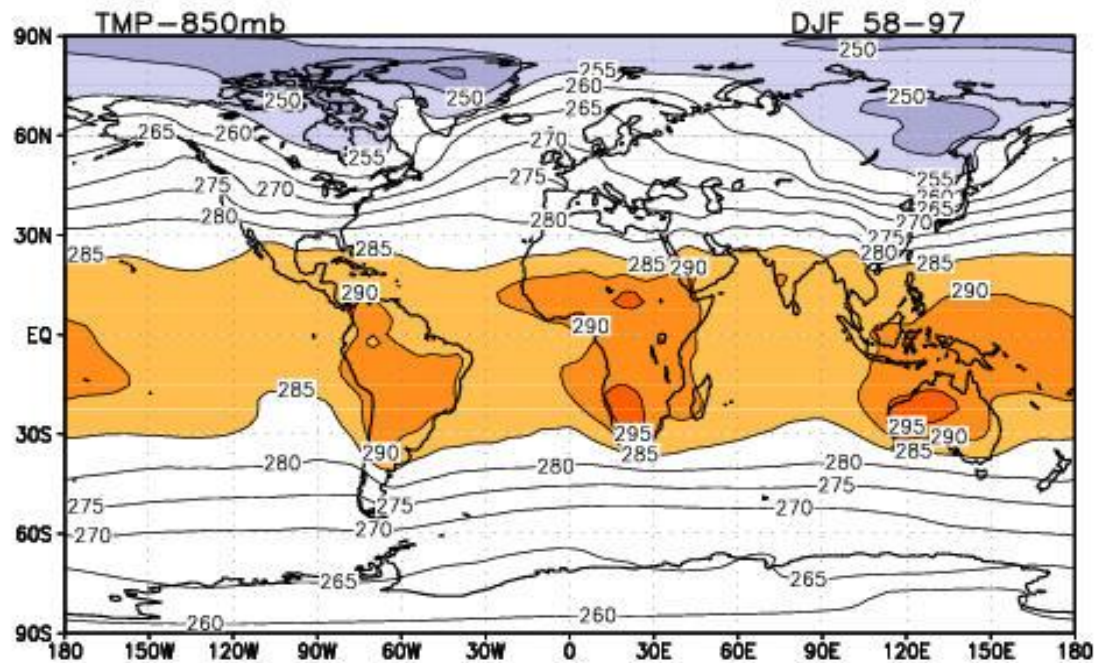 TMP-850mb DJF 58-97
90N
250
255
260
250 250 250
265
60N 265 260 270
255
275 270 275 255
260
265
280 280 270
275
30N 280
285 285 285 290 285
290 290
EQ 290
285
30S 295 295 290
290 285 285
280 280 280
275 275 275
270 270 270
60S
265 265
260 260
90S
180 150W 120W 90W 60W 30W 0 30E 60E 90E 120E 150E 180